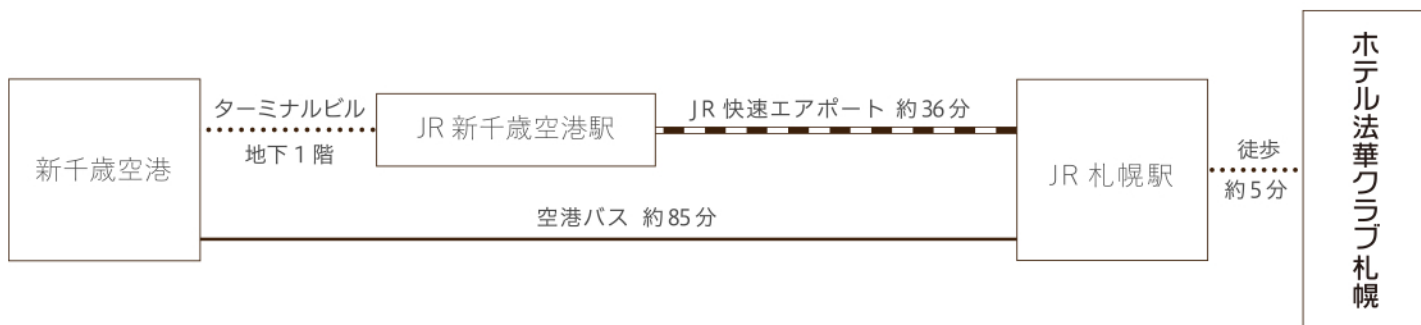 新千歳空港
ターミナルビル
地下1階
JR 新千歳空港駅
JR 快速エアポート 約36分
空港バス 約85分
JR 札幌駅
徒歩
約5分
ホテル法華クラブ札幌